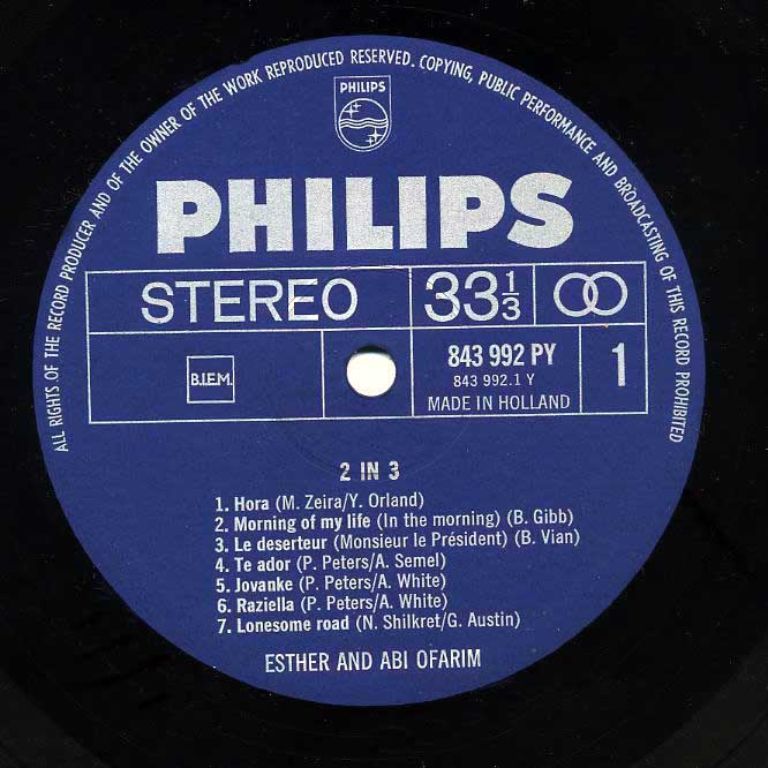 ALL RIGHTS OF THE RECORD PRODUCER AND OF THE OWNER OF THE WORK REPRODUCED RESERVED. COPYING, PUBLIC PERFORMANCE AND BROADCASTING OF THIS RECORD PROHIBITED
PHILIPS
PHILIPS
STEREO 33⅓
B.I.E.M. 843 992 PY 1
843 992.1 Y
MADE IN HOLLAND
2 IN 3
1. Hora (M. Zeira/Y. Orland)
2. Morning of my life (In the morning) (B. Gibb)
3. Le deserteur (Monsieur le Président) (B. Vian)
4. Te ador (P. Peters/A. Semel)
5. Jovanke (P. Peters/A. White)
6. Raziella (P. Peters/A. White)
7. Lonesome road (N. Shilkret/G. Austin)
ESTHER AND ABI OFARIM